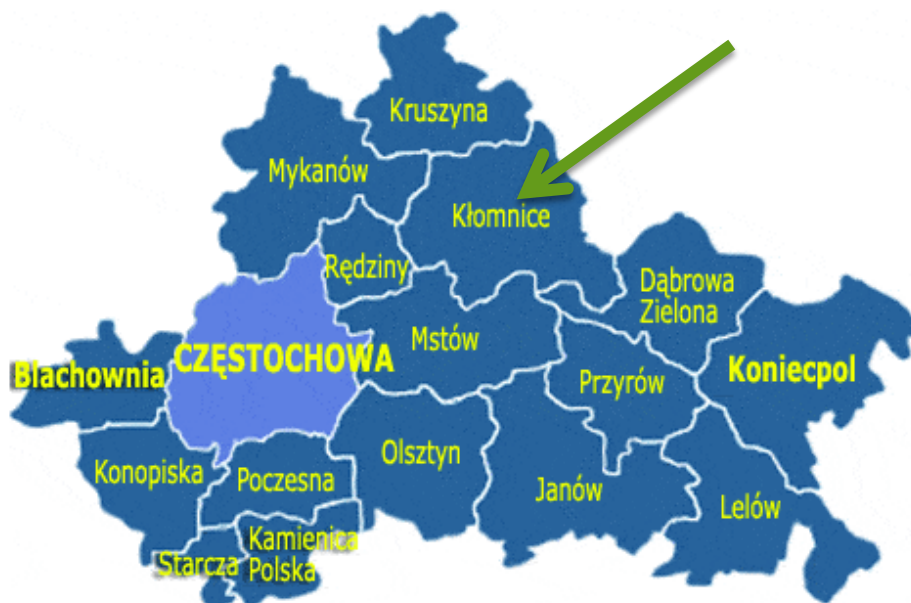 Kruszyna
Mykanów
Kłomnice
Rędziny
Dąbrowa
Zielona
Mstów
CZĘSTOCHOWA
Blachownia
Przyrów
Koniecpol
Olsztyn
Konopiska
Poczesna
Janów
Lelów
Kamienica
Polska
Starcza